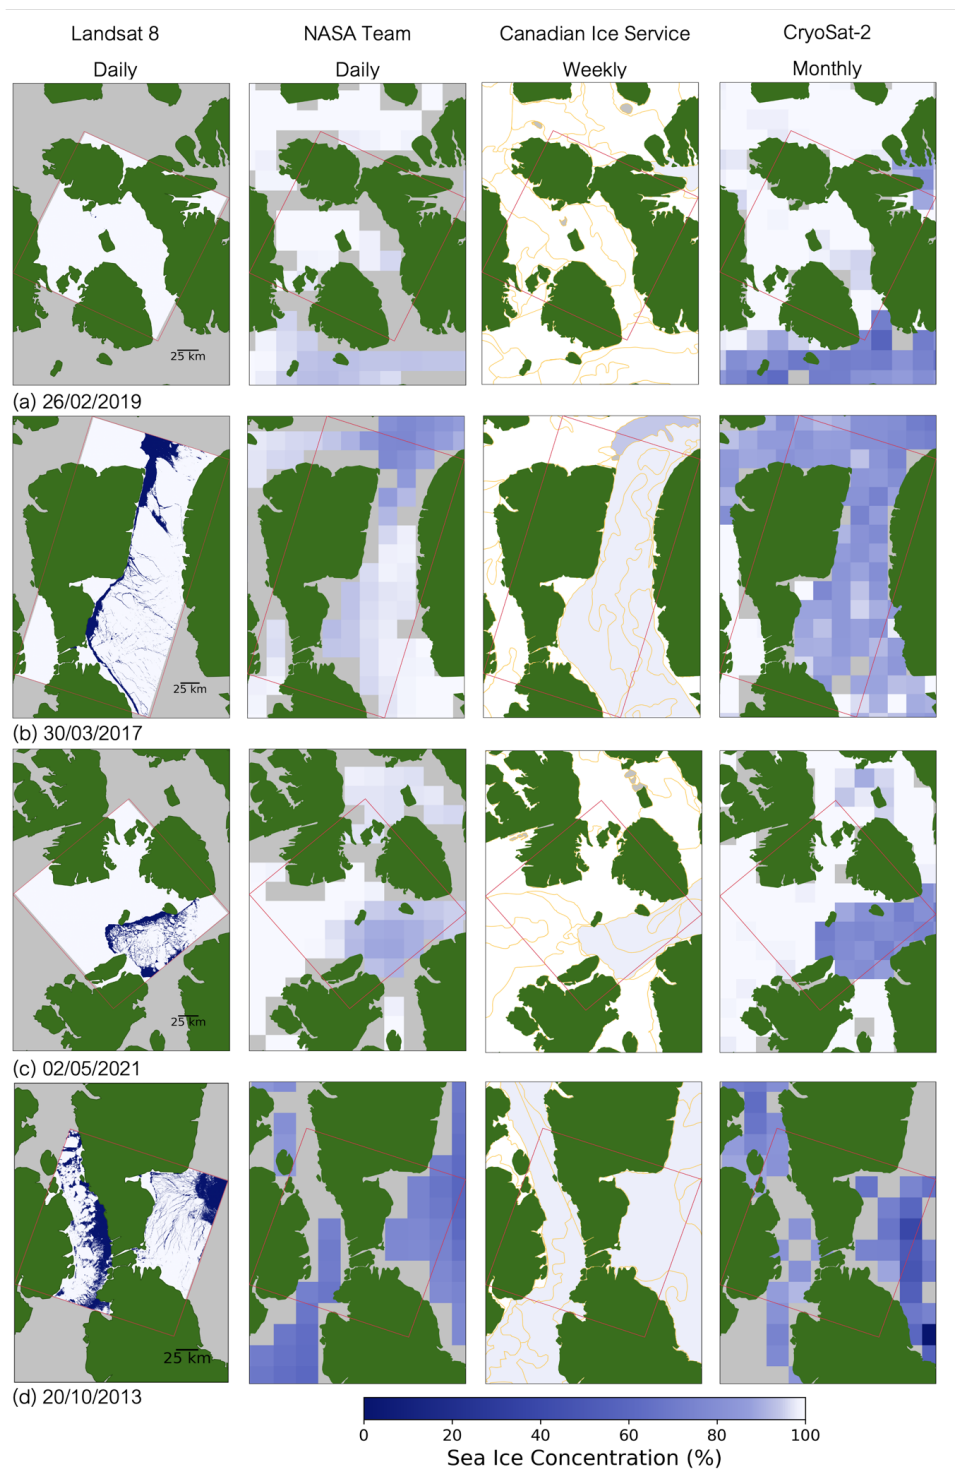 Landsat 8 NASA Team Canadian Ice Service CryoSat-2
Daily Daily Weekly Monthly
25 km
(a) 26/02/2019
25 km
(b) 30/03/2017
25 km
(c) 02/05/2021
25 km
(d) 20/10/2013
0 20 40 60 80 100
Sea Ice Concentration (%)